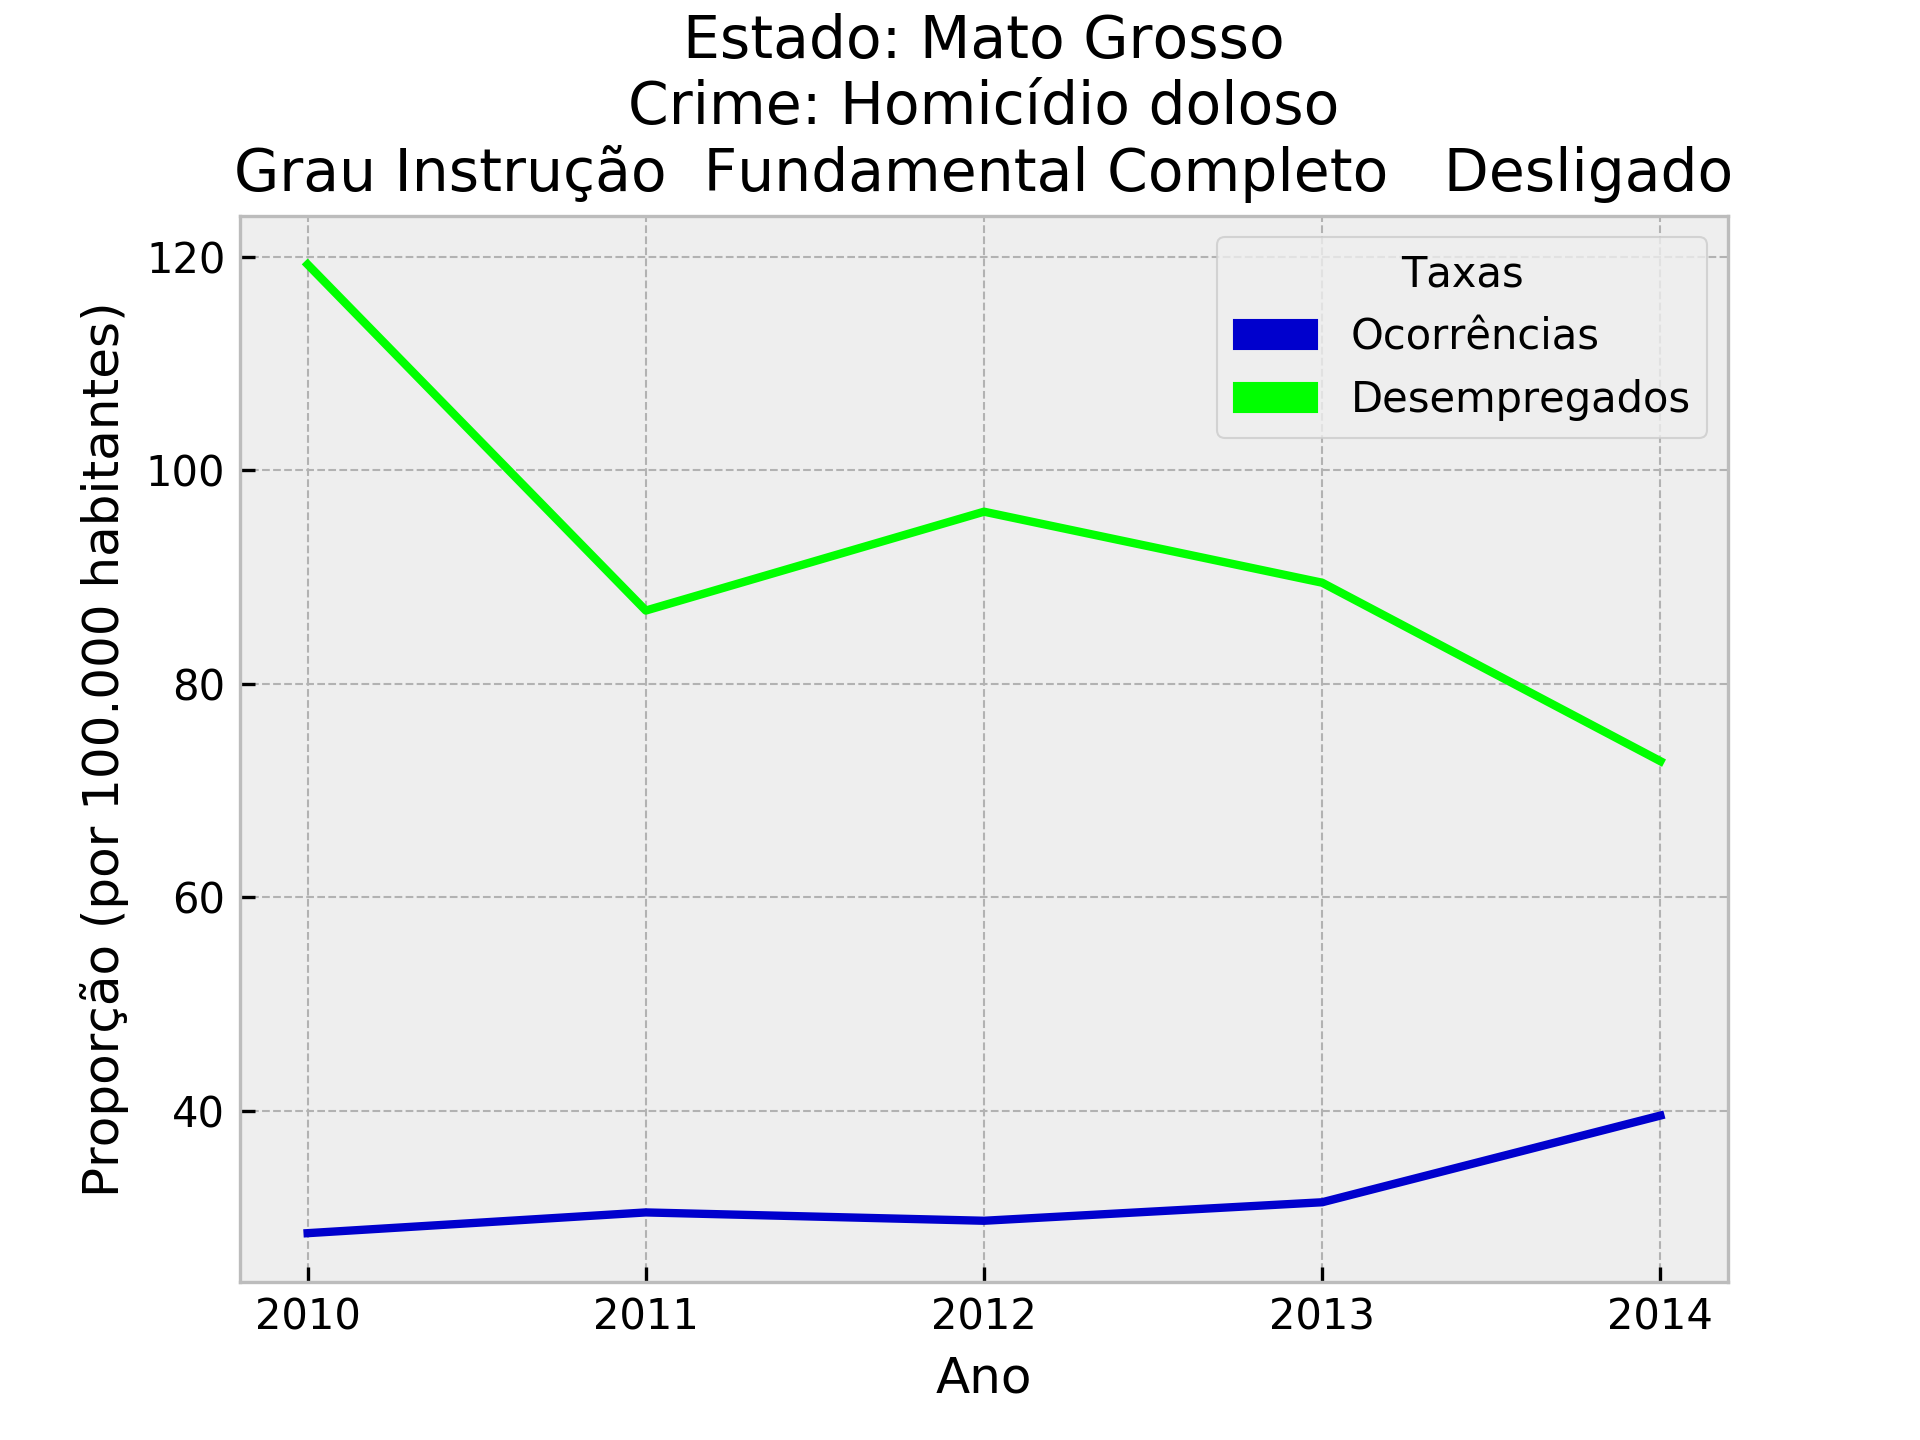 Estado: Mato Grosso
Crime: Homicídio doloso
Grau Instrução  Fundamental Completo   Desligado
Proporção (por 100.000 habitantes)
120
100
80
60
40
Taxas
Ocorrências
Desempregados
2010 2011 2012 2013 2014
Ano